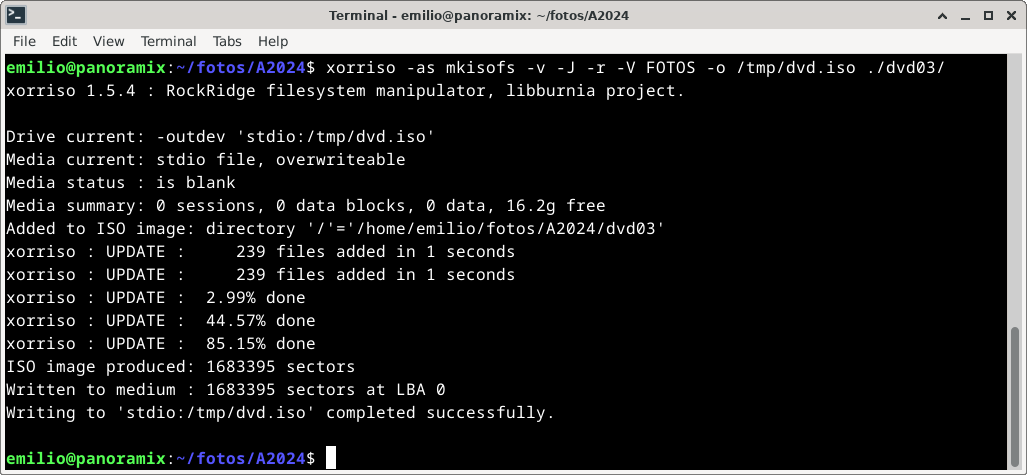 Terminal - emilio@panoramix: ~/fotos/A2024
File Edit View Terminal Tabs Help
emilio@panoramix:~/fotos/A2024$ xorriso -as mkisofs -v -J -r -V FOTOS -o /tmp/dvd.iso ./dvd03/
xorriso 1.5.4 : RockRidge filesystem manipulator, libburnia project.

Drive current: -outdev 'stdio:/tmp/dvd.iso'
Media current: stdio file, overwriteable
Media status : is blank
Media summary: 0 sessions, 0 data blocks, 0 data, 16.2g free
Added to ISO image: directory '/'='/home/emilio/fotos/A2024/dvd03'
xorriso : UPDATE :     239 files added in 1 seconds
xorriso : UPDATE :     239 files added in 1 seconds
xorriso : UPDATE :  2.99% done
xorriso : UPDATE :  44.57% done
xorriso : UPDATE :  85.15% done
ISO image produced: 1683395 sectors
Written to medium : 1683395 sectors at LBA 0
Writing to 'stdio:/tmp/dvd.iso' completed successfully.

emilio@panoramix:~/fotos/A2024$